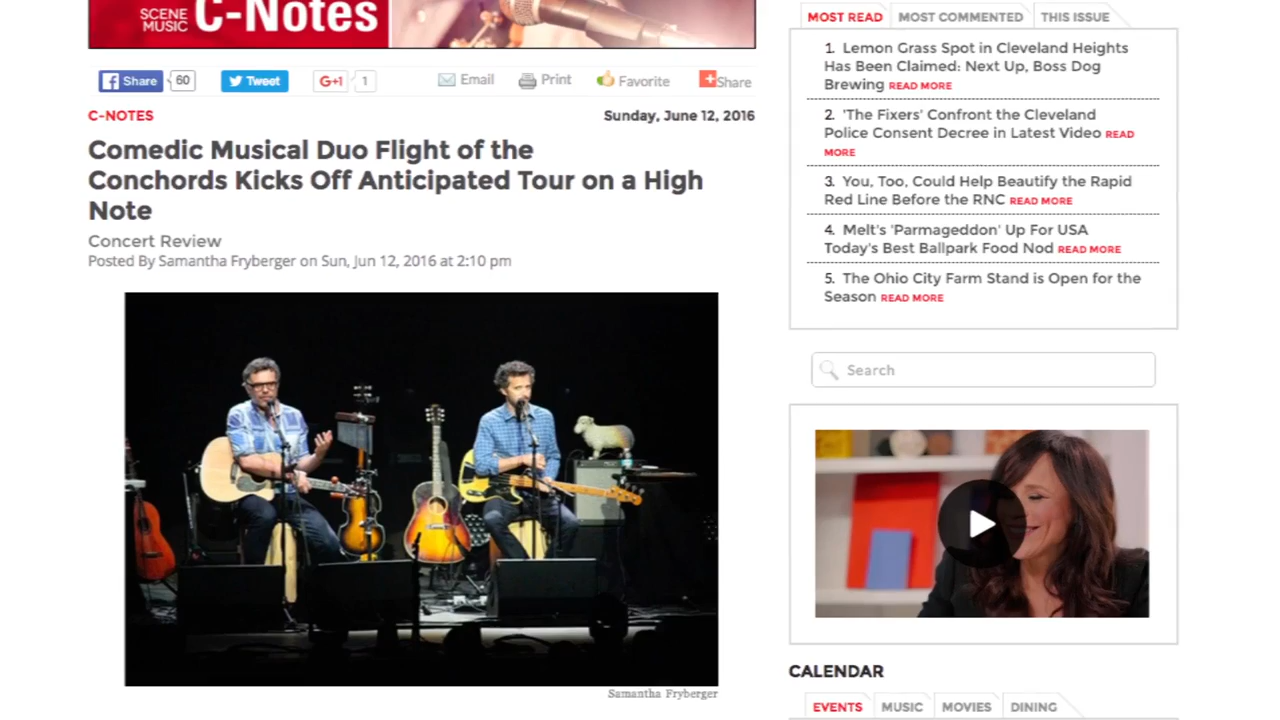 SCENE
MUSIC
C-Notes
Share 60
Tweet
G+1 1
Email
Print
Favorite
Share
C-NOTES
Sunday, June 12, 2016
Comedic Musical Duo Flight of the
Conchords Kicks Off Anticipated Tour on a High
Note
Concert Review
Posted By Samantha Fryberger on Sun, Jun 12, 2016 at 2:10 pm
Samantha Fryberger
MOST READ MOST COMMENTED THIS ISSUE
1. Lemon Grass Spot in Cleveland Heights
Has Been Claimed: Next Up, Boss Dog
Brewing READ MORE
2. 'The Fixers' Confront the Cleveland
Police Consent Decree in Latest Video READ
MORE
3. You, Too, Could Help Beautify the Rapid
Red Line Before the RNC READ MORE
4. Melt's 'Parmageddon' Up For USA
Today's Best Ballpark Food Nod READ MORE
5. The Ohio City Farm Stand is Open for the
Season READ MORE
Search
CALENDAR
EVENTS MUSIC MOVIES DINING